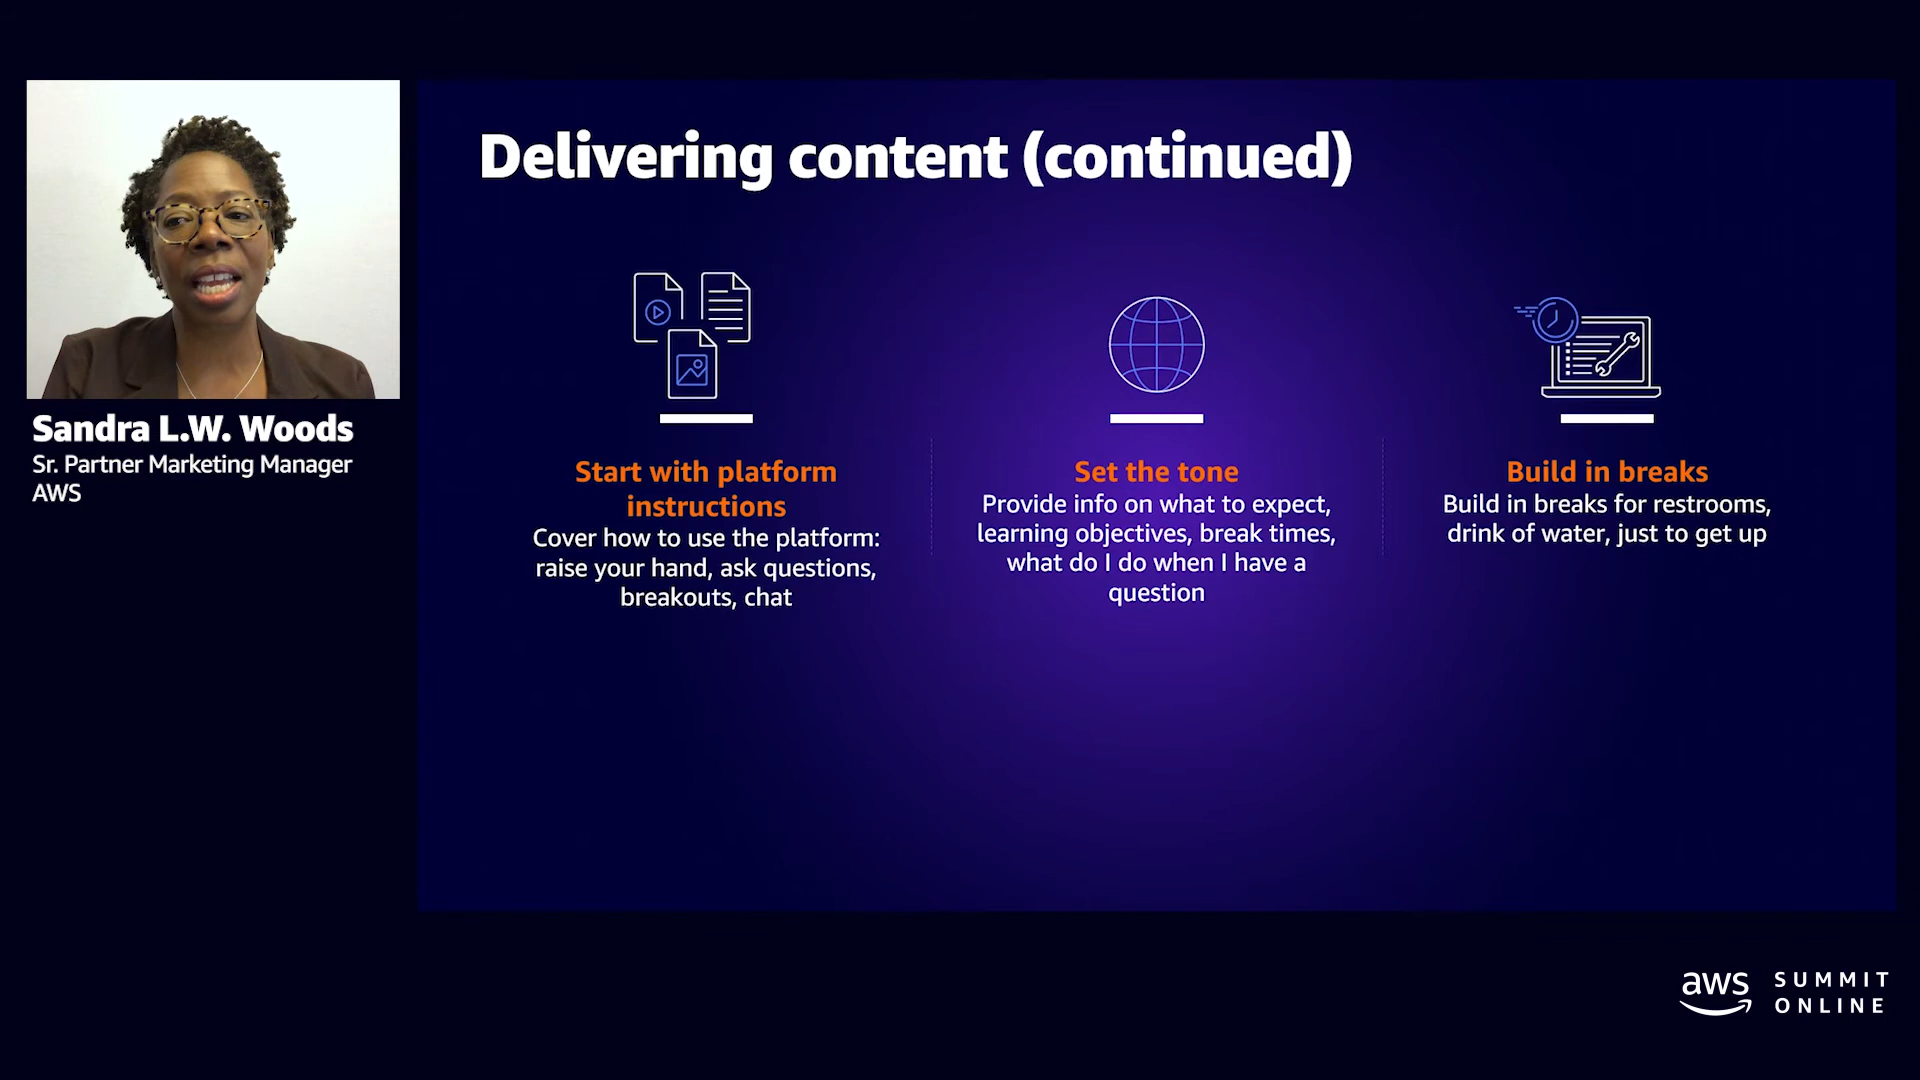 Delivering content (continued)
Sandra L.W. Woods
Sr. Partner Marketing Manager
AWS
Start with platform
instructions
Cover how to use the platform:
raise your hand, ask questions,
breakouts, chat
Set the tone
Provide info on what to expect,
learning objectives, break times,
what do I do when I have a
question
Build in breaks
Build in breaks for restrooms,
drink of water, just to get up
aws SUMMIT
ONLINE